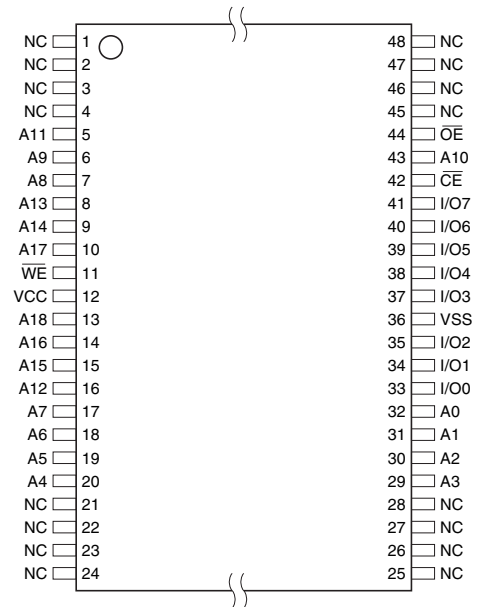 NC 1 48 NC
NC 2 47 NC
NC 3 46 NC
NC 4 45 NC
A11 5 44 O̅E̅
A9 6 43 A10
A8 7 42 C̅E̅
A13 8 41 I/O7
A14 9 40 I/O6
A17 10 39 I/O5
W̅E̅ 11 38 I/O4
VCC 12 37 I/O3
A18 13 36 VSS
A16 14 35 I/O2
A15 15 34 I/O1
A12 16 33 I/O0
A7 17 32 A0
A6 18 31 A1
A5 19 30 A2
A4 20 29 A3
NC 21 28 NC
NC 22 27 NC
NC 23 26 NC
NC 24 25 NC